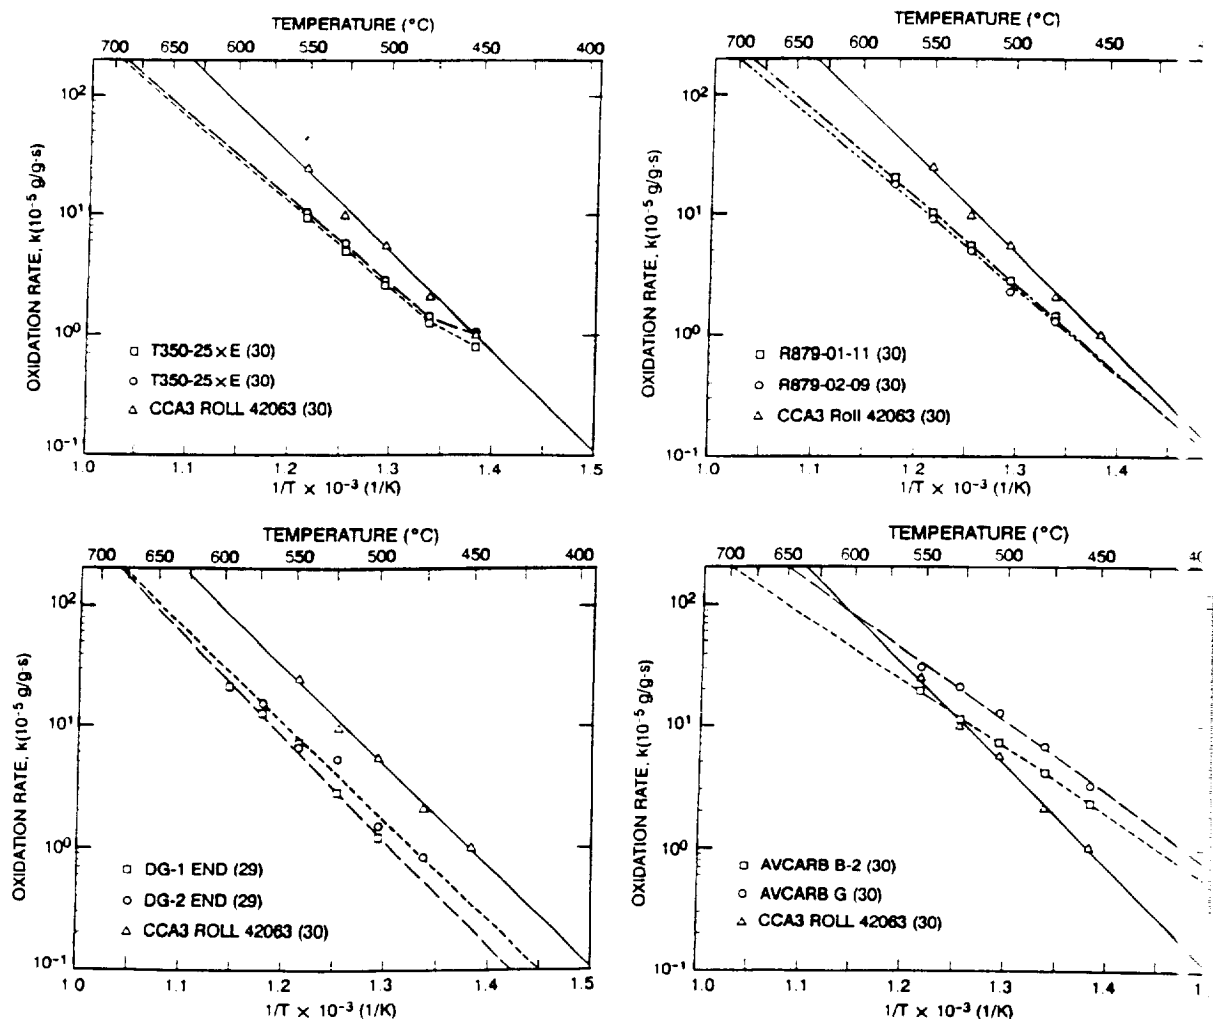 TEMPERATURE (°C)
700 650 600 550 500 450 400
10² 10¹ 10⁰ 10⁻¹
OXIDATION RATE, k(10⁻⁵ g/g·s)
T350-25×E (30)
T350-25×E (30)
CCA3 ROLL 42063 (30)
1.0 1.1 1.2 1.3 1.4 1.5
1/T × 10⁻³ (1/K)
TEMPERATURE (°C)
700 650 600 550 500 450
10² 10¹ 10⁰ 10⁻¹
OXIDATION RATE, k(10⁻⁵ g/g·s)
R879-01-11 (30)
R879-02-09 (30)
CCA3 Roll 42063 (30)
1.0 1.1 1.2 1.3 1.4
1/T × 10⁻³ (1/K)
TEMPERATURE (°C)
700 650 600 550 500 450 400
10² 10¹ 10⁰ 10⁻¹
OXIDATION RATE, k(10⁻⁵ g/g·s)
DG-1 END (29)
DG-2 END (29)
CCA3 ROLL 42063 (30)
1.0 1.1 1.2 1.3 1.4 1.5
1/T × 10⁻³ (1/K)
TEMPERATURE (°C)
700 650 600 550 500 450
10² 10¹ 10⁰ 10⁻¹
OXIDATION RATE, k(10⁻⁵ g/g·s)
AVCARB B-2 (30)
AVCARB G (30)
CCA3 ROLL 42063 (30)
1.0 1.1 1.2 1.3 1.4
1/T × 10⁻³ (1/K)